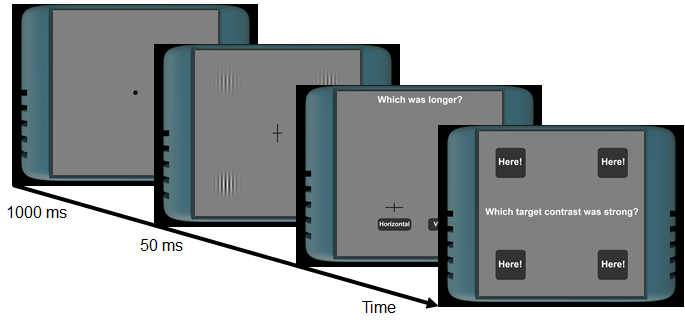 Which was longer?
Horizontal
Here!
Here!
Which target contrast was strong?
Here!
Here!
1000 ms
50 ms
Time